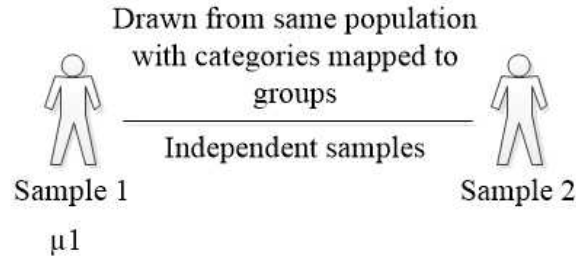 Drawn from same population
with categories mapped to
groups
Independent samples
Sample 1
Sample 2
μ1